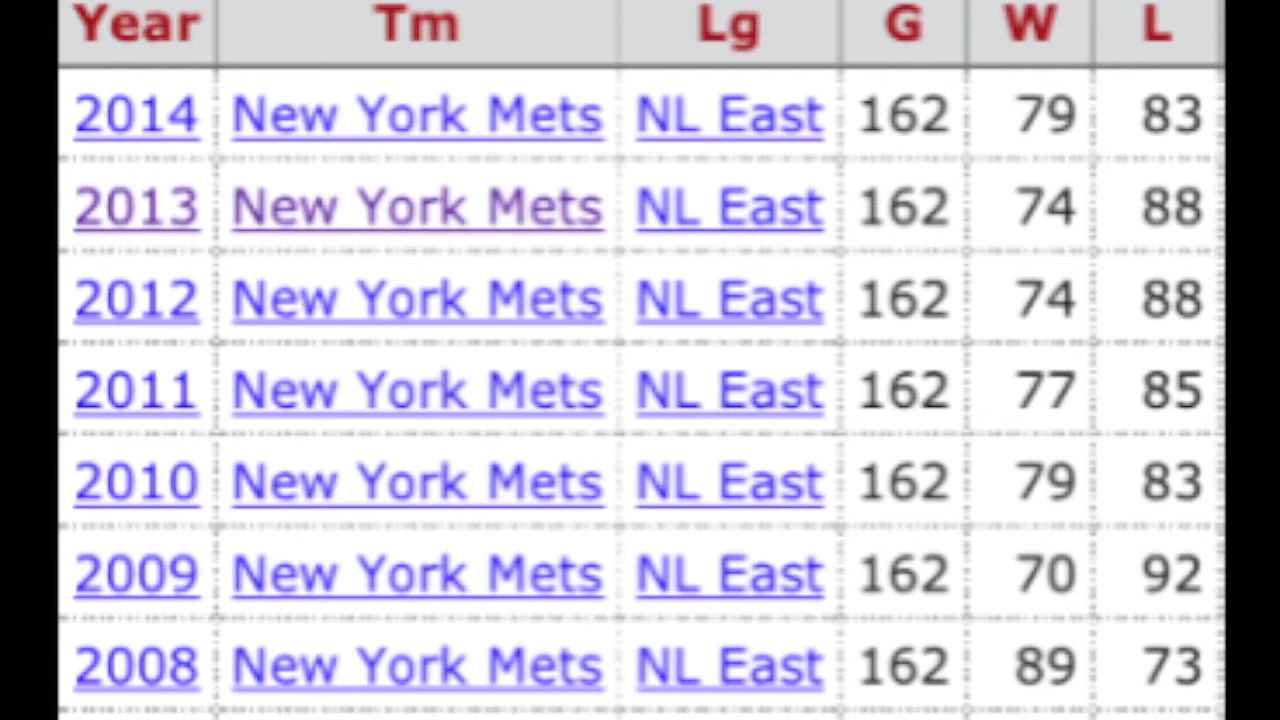 Year Tm Lg G W L
2014 New York Mets NL East 162 79 83
2013 New York Mets NL East 162 74 88
2012 New York Mets NL East 162 74 88
2011 New York Mets NL East 162 77 85
2010 New York Mets NL East 162 79 83
2009 New York Mets NL East 162 70 92
2008 New York Mets NL East 162 89 73